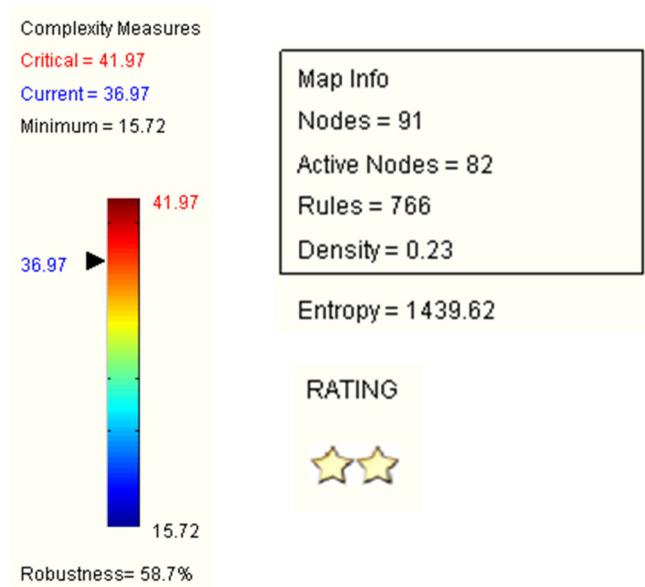 Complexity Measures
Critical = 41.97
Current = 36.97
Minimum = 15.72
41.97
36.97
15.72
Robustness= 58.7%
Map Info
Nodes = 91
Active Nodes = 82
Rules = 766
Density = 0.23
Entropy = 1439.62
RATING